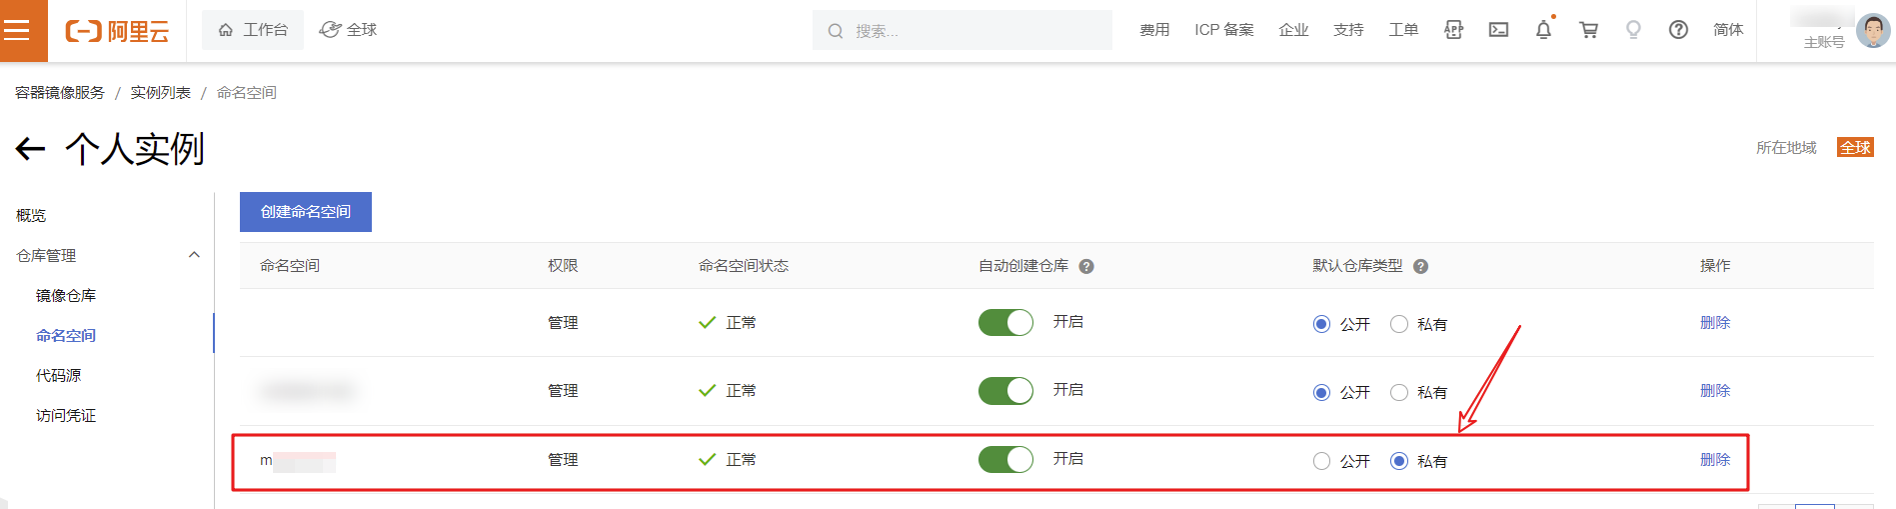 阿里云 工作台 全球 搜索... 费用 ICP 备案 企业 支持 工单 APP 简体 主账号
容器镜像服务 / 实例列表 / 命名空间
个人实例 所在地域 全球
概览
仓库管理
镜像仓库
命名空间
代码源
访问凭证
创建命名空间
命名空间 权限 命名空间状态 自动创建仓库 ? 默认仓库类型 ? 操作
管理 正常 开启 公开 私有 删除
管理 正常 开启 公开 私有 删除
m 管理 正常 开启 公开 私有 删除